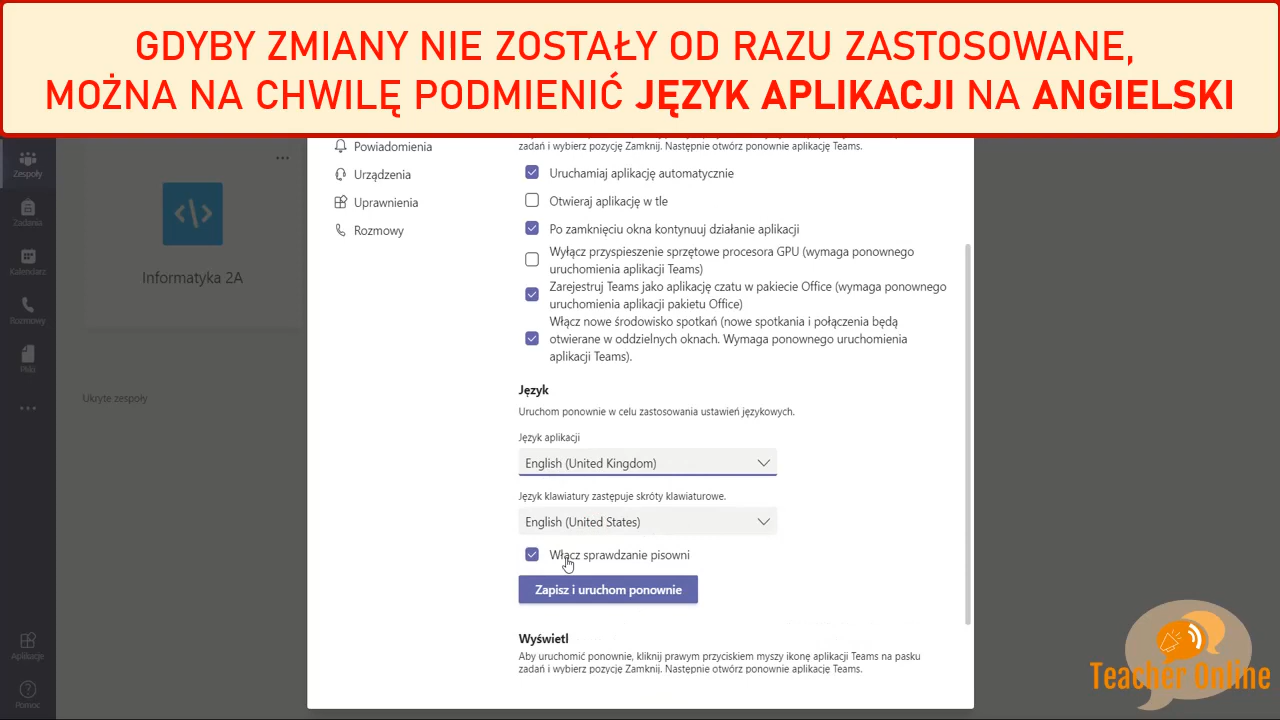 GDYBY ZMIANY NIE ZOSTAŁY OD RAZU ZASTOSOWANE,
MOŻNA NA CHWILĘ PODMIENIĆ JĘZYK APLIKACJI NA ANGIELSKI
Zespoły
Zadania
Kalendarz
Rozmowy
Pliki
Aplikacje
Pomoc
Informatyka 2A
Ukryte zespoły
Powiadomienia
Urządzenia
Uprawnienia
Rozmowy
zadań i wybierz pozycję Zamknij. Następnie otwórz ponownie aplikację Teams.
Uruchamiaj aplikację automatycznie
Otwieraj aplikację w tle
Po zamknięciu okna kontynuuj działanie aplikacji
Wyłącz przyspieszenie sprzętowe procesora GPU (wymaga ponownego
uruchomienia aplikacji Teams)
Zarejestruj Teams jako aplikację czatu w pakiecie Office (wymaga ponownego
uruchomienia aplikacji pakietu Office)
Włącz nowe środowisko spotkań (nowe spotkania i połączenia będą
otwierane w oddzielnych oknach. Wymaga ponownego uruchomienia
aplikacji Teams).
Język
Uruchom ponownie w celu zastosowania ustawień językowych.
Język aplikacji
English (United Kingdom)
Język klawiatury zastępuje skróty klawiaturowe.
English (United States)
Włącz sprawdzanie pisowni
Zapisz i uruchom ponownie
Wyświetl
Aby uruchomić ponownie, kliknij prawym przyciskiem myszy ikonę aplikacji Teams na pasku
zadań i wybierz pozycję Zamknij. Następnie otwórz ponownie aplikację Teams.
Teacher Online